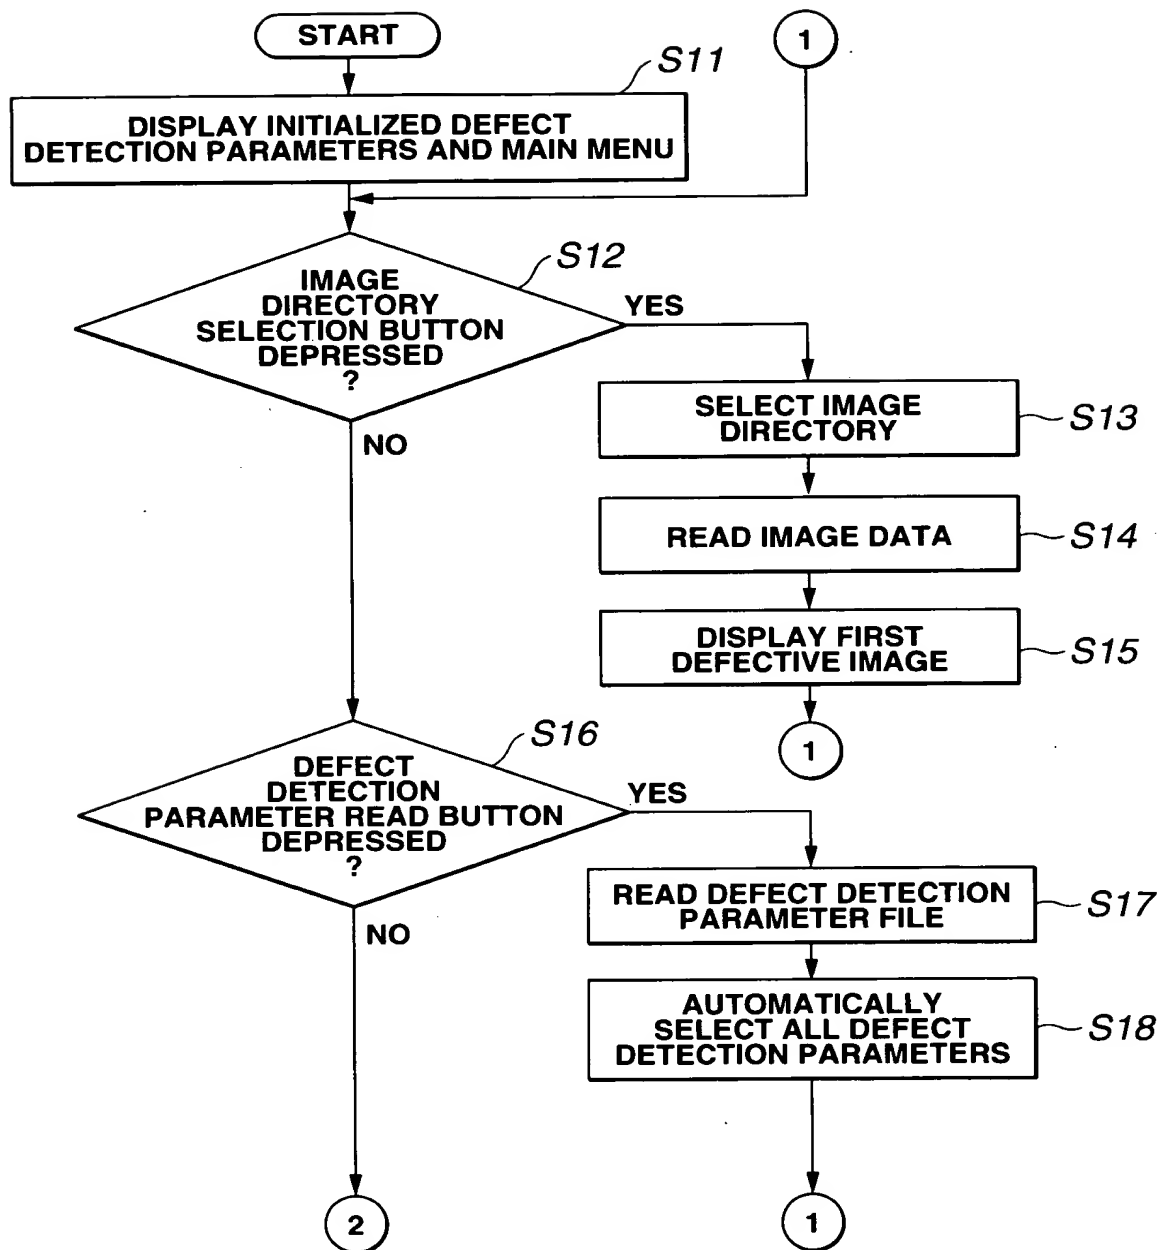 START
1
S11
DISPLAY INITIALIZED DEFECT
DETECTION PARAMETERS AND MAIN MENU
S12
IMAGE
DIRECTORY
SELECTION BUTTON
DEPRESSED
?
YES
NO
SELECT IMAGE
DIRECTORY
S13
READ IMAGE DATA
S14
DISPLAY FIRST
DEFECTIVE IMAGE
S15
1
S16
DEFECT
DETECTION
PARAMETER READ BUTTON
DEPRESSED
?
YES
NO
READ DEFECT DETECTION
PARAMETER FILE
S17
AUTOMATICALLY
SELECT ALL DEFECT
DETECTION PARAMETERS
S18
2
1